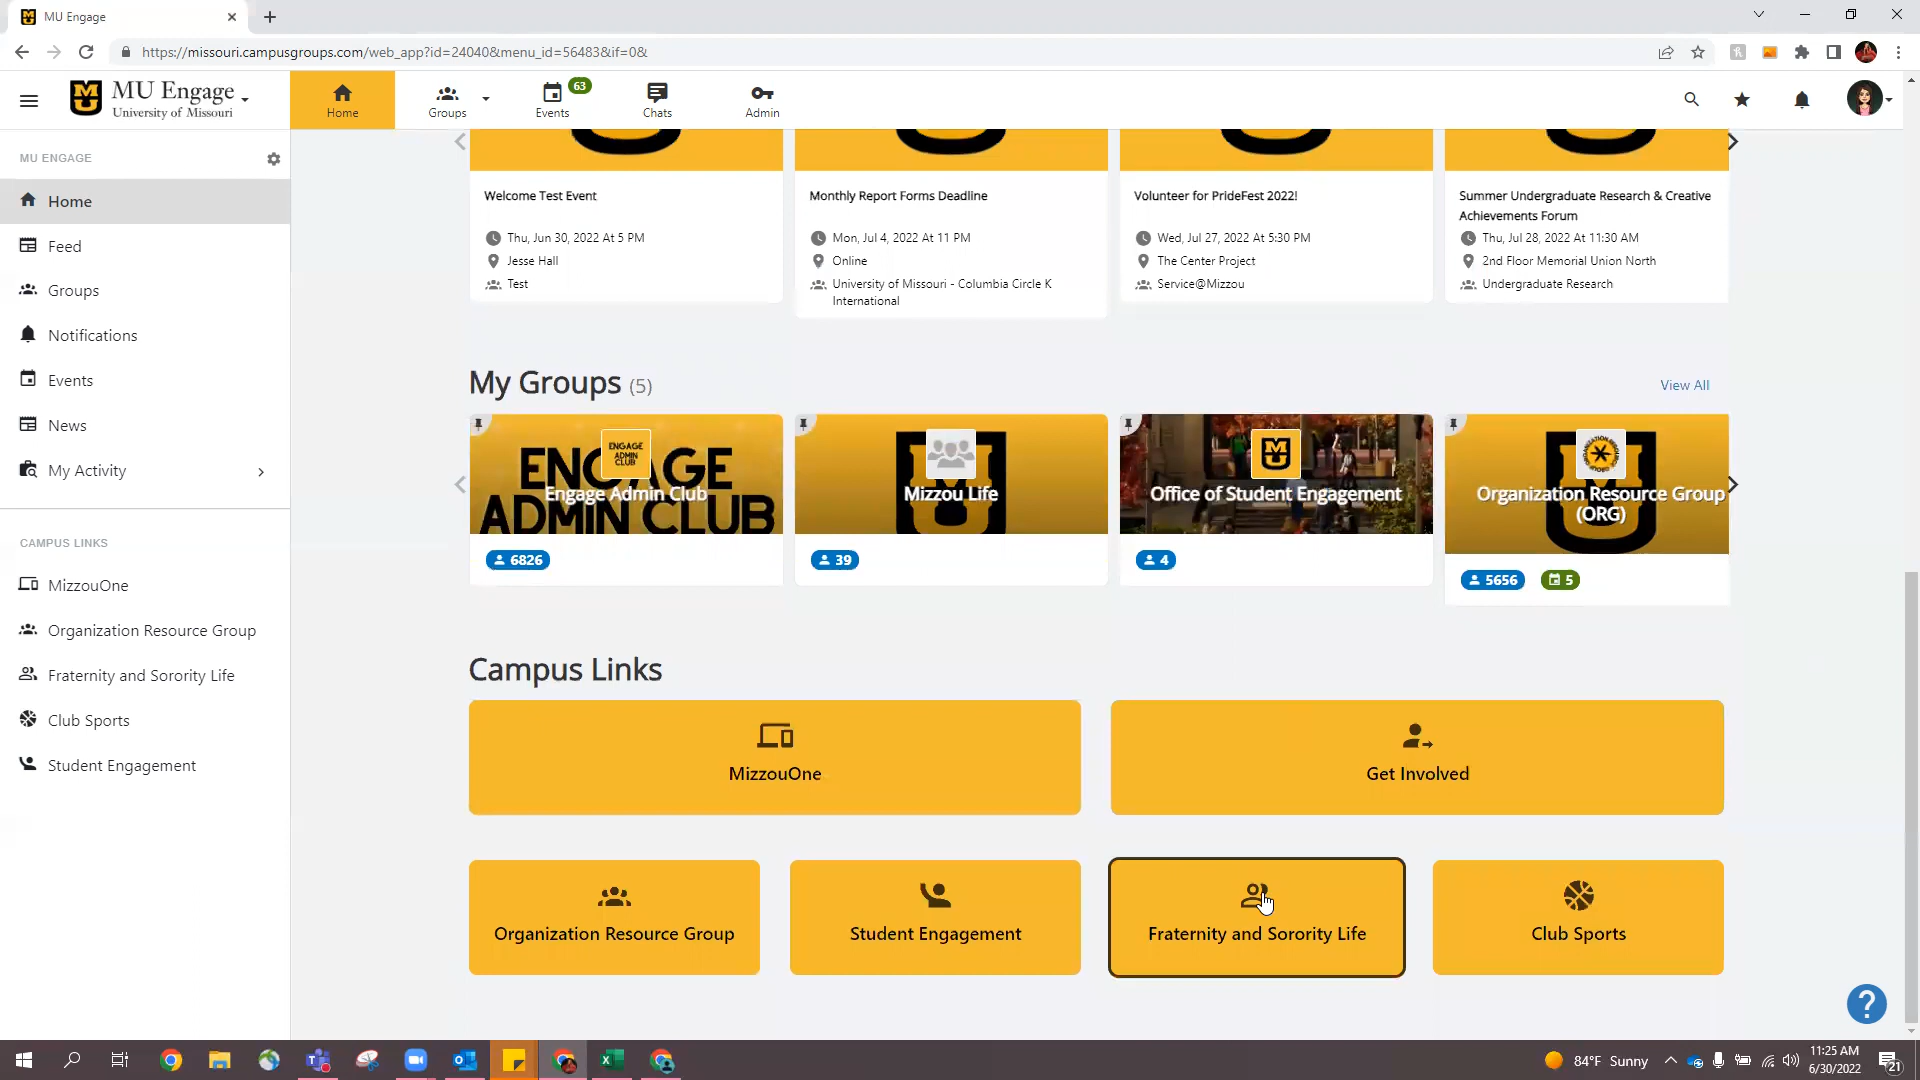 MU Engage
https://missouri.campusgroups.com/web_app?id=24040&menu_id=56483&if=0&
MU Engage
University of Missouri
Home
Groups
63
Events
Chats
Admin
MU ENGAGE
Home
Feed
Groups
Notifications
Events
News
My Activity
CAMPUS LINKS
MizzouOne
Organization Resource Group
Fraternity and Sorority Life
Club Sports
Student Engagement
Welcome Test Event
Thu, Jun 30, 2022 At 5 PM
Jesse Hall
Test
Monthly Report Forms Deadline
Mon, Jul 4, 2022 At 11 PM
Online
University of Missouri - Columbia Circle K
International
Volunteer for PrideFest 2022!
Wed, Jul 27, 2022 At 5:30 PM
The Center Project
Service@Mizzou
Summer Undergraduate Research & Creative
Achievements Forum
Thu, Jul 28, 2022 At 11:30 AM
2nd Floor Memorial Union North
Undergraduate Research
My Groups (5)
View All
ENGAGE
ADMIN CLUB
ENGAGE
ADMIN
CLUB
Engage Admin Club
6826
Mizzou Life
39
Office of Student Engagement
4
Organization Resource Group
(ORG)
5656
5
Campus Links
MizzouOne
Get Involved
Organization Resource Group
Student Engagement
Fraternity and Sorority Life
Club Sports
?
84°F Sunny
11:25 AM
6/30/2022
21